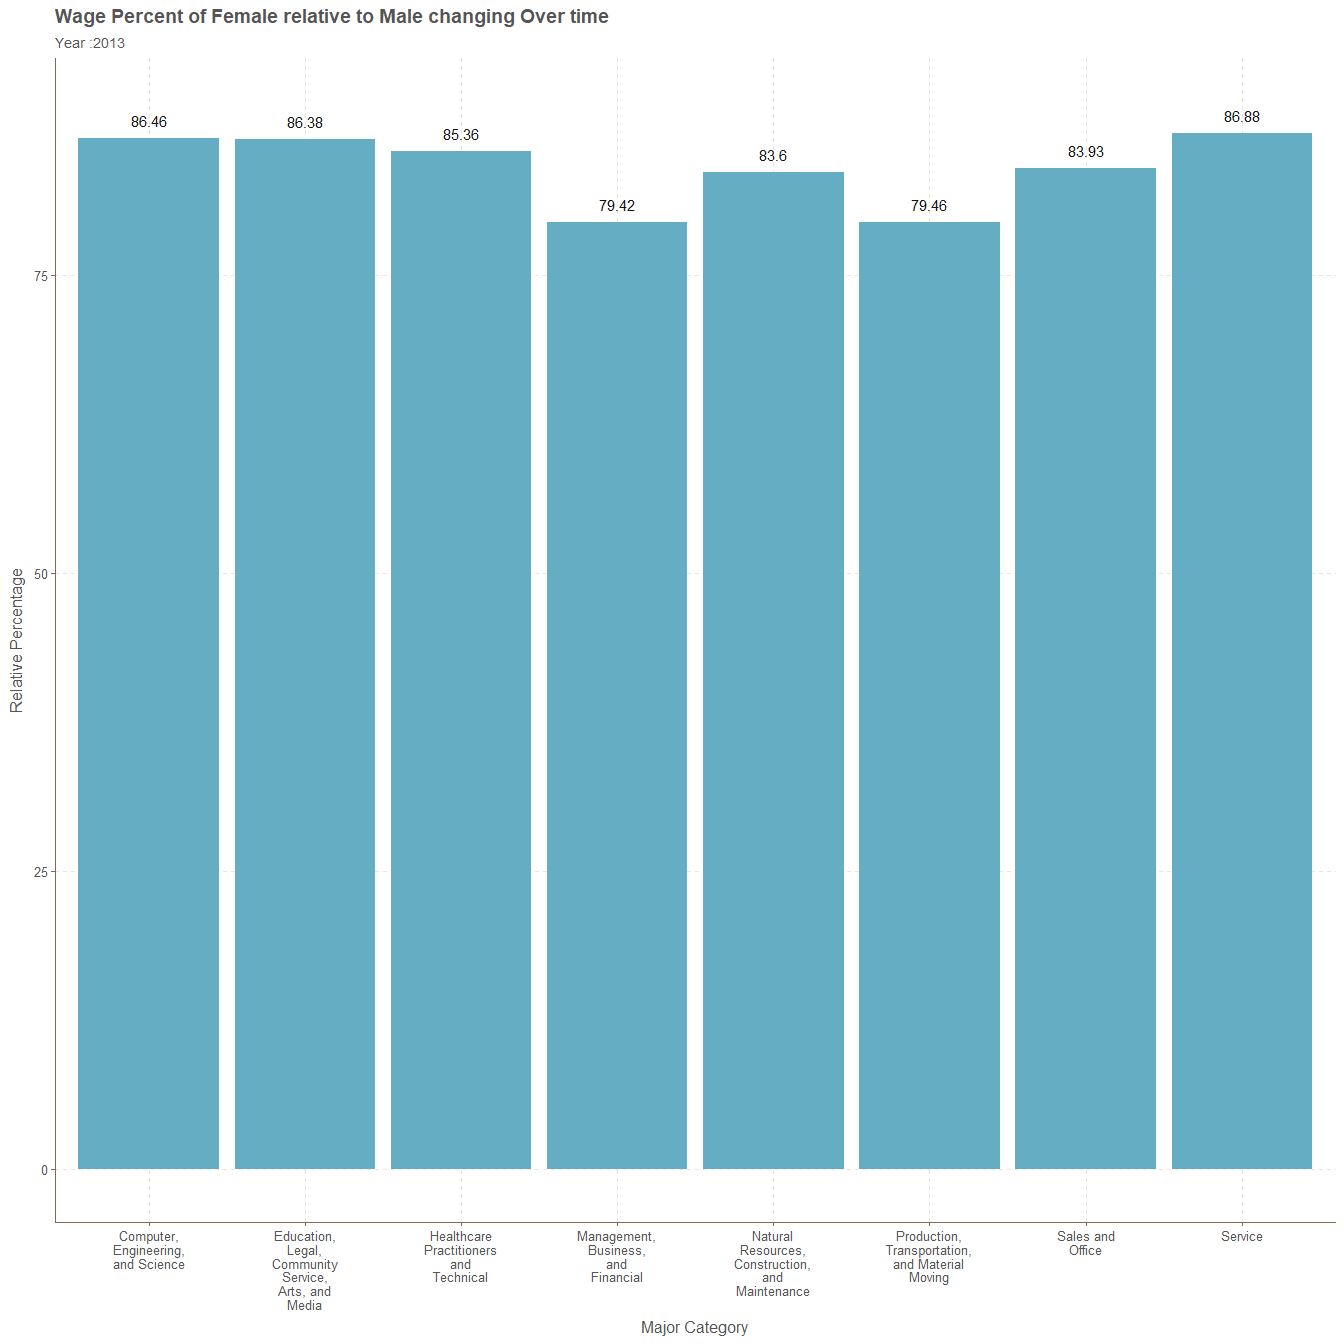 Wage Percent of Female relative to Male changing Over time
Year :2013
86.46
86.38
85.36
79.42
83.6
79.46
83.93
86.88
75
50
25
0
Relative Percentage
Computer,
Engineering,
and Science
Education,
Legal,
Community
Service,
Arts, and
Media
Healthcare
Practitioners
and
Technical
Management,
Business,
and
Financial
Natural
Resources,
Construction,
and
Maintenance
Production,
Transportation,
and Material
Moving
Sales and
Office
Service
Major Category